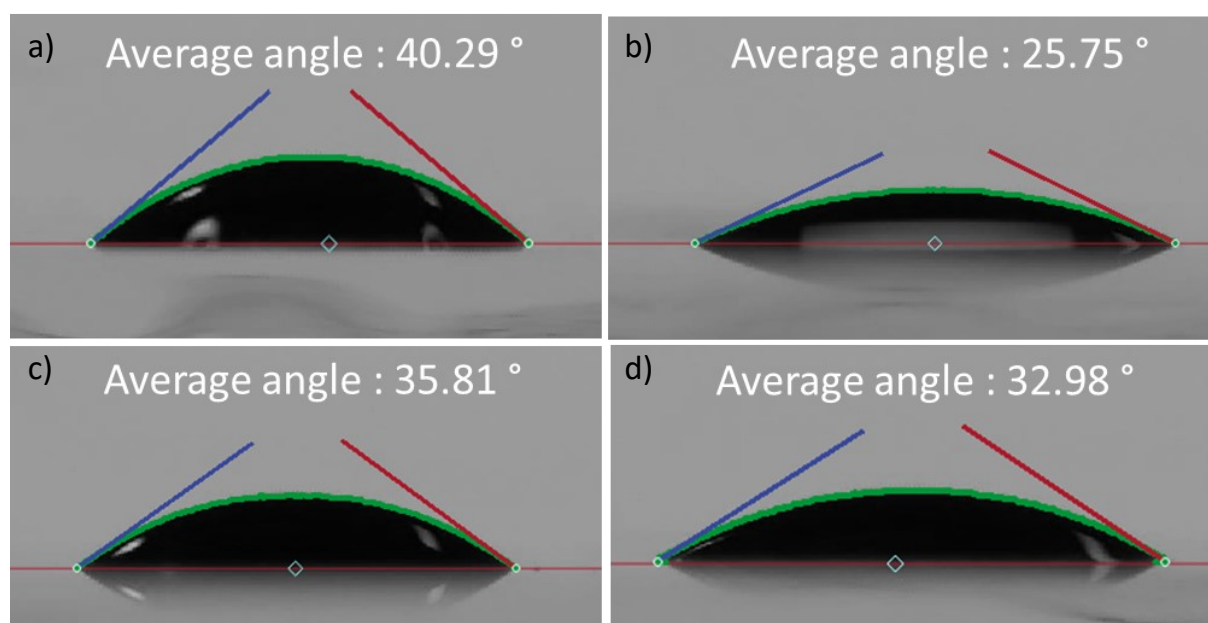 a)
Average angle : 40.29 °
b)
Average angle : 25.75 °
c)
Average angle : 35.81 °
d)
Average angle : 32.98 °